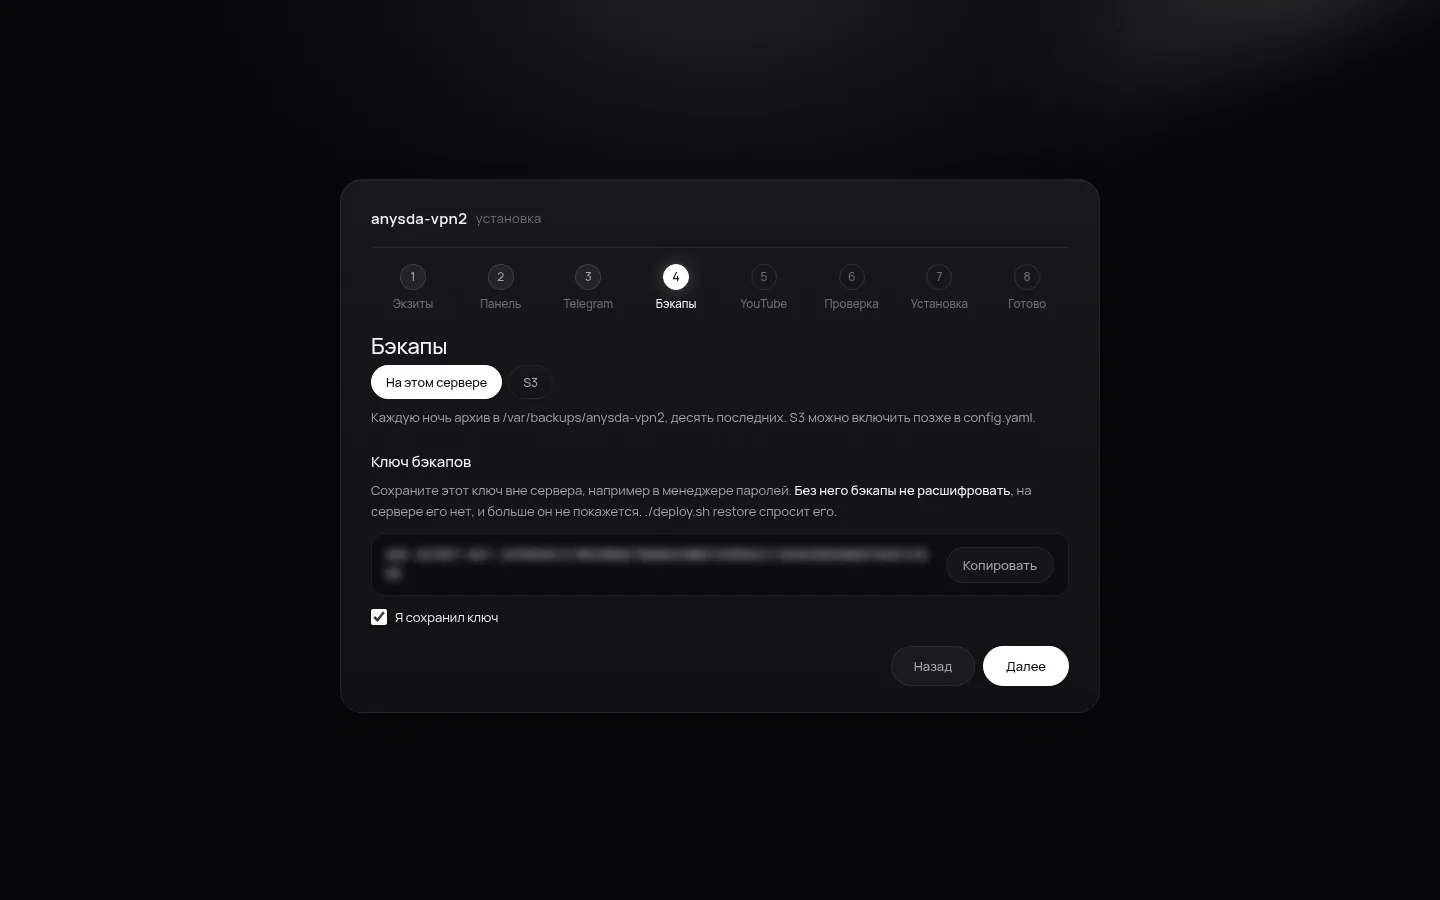 anysda-vpn2 установка
1 2 3 4 5 6 7 8
Экзиты Панель Telegram Бэкапы YouTube Проверка Установка Готово
Бэкапы
На этом сервере S3
Каждую ночь архив в /var/backups/anysda-vpn2, десять последних. S3 можно включить позже в config.yaml.
Ключ бэкапов
Сохраните этот ключ вне сервера, например в менеджере паролей. Без него бэкапы не расшифровать, на
сервере его нет, и больше он не покажется. ./deploy.sh restore спросит его.
Копировать
Я сохранил ключ
Назад Далее